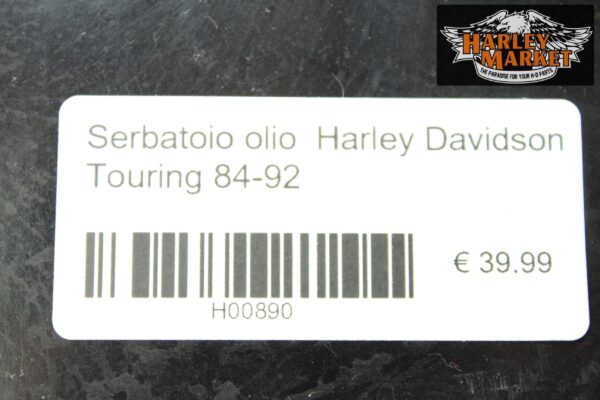 HARLEY
MARKET
THE PARADISE FOR YOUR H-D PARTS
Serbatoio olio Harley Davidson
Touring 84-92
€ 39.99
H00890